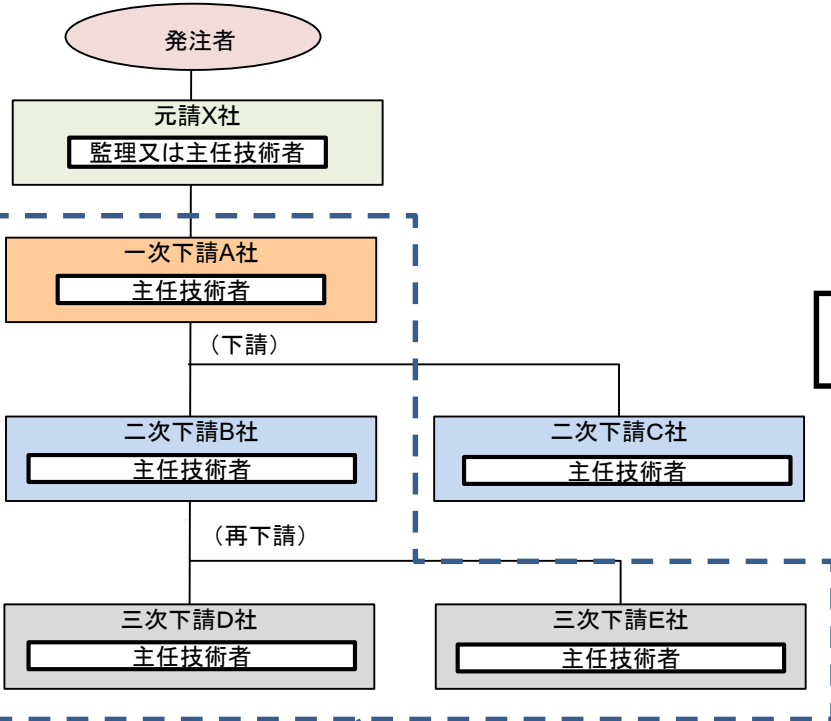 発注者
元請X社
監理又は主任技術者
一次下請A社
主任技術者
（下請）
二次下請B社
主任技術者
二次下請C社
主任技術者
（再下請）
三次下請D社
主任技術者
三次下請E社
主任技術者